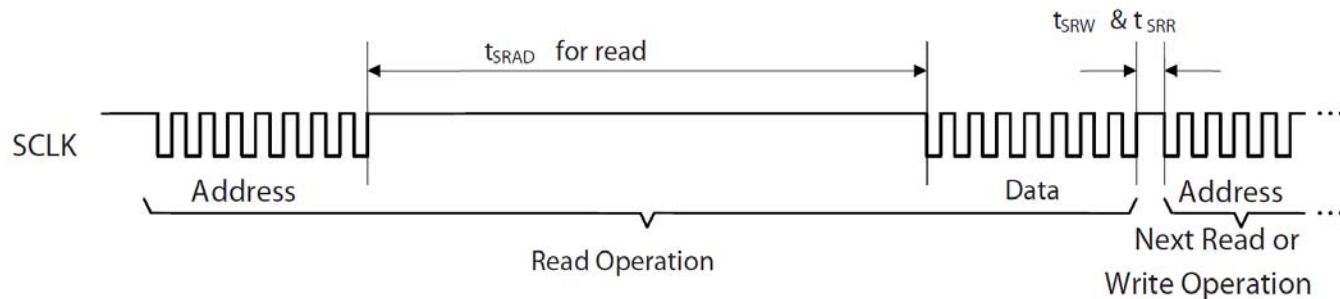 tSRW & tSRR
tSRAD for read
SCLK
...
Address Data Address
...
Read Operation
Next Read or
Write Operation